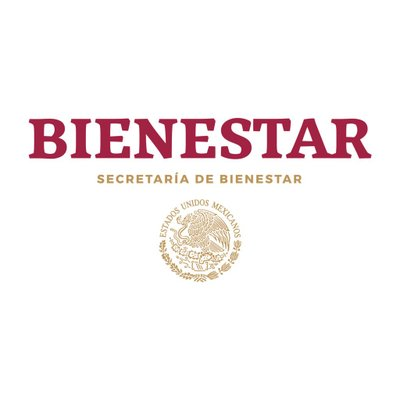 BIENESTAR
SECRETARÍA DE BIENESTAR
ESTADOS UNIDOS MEXICANOS